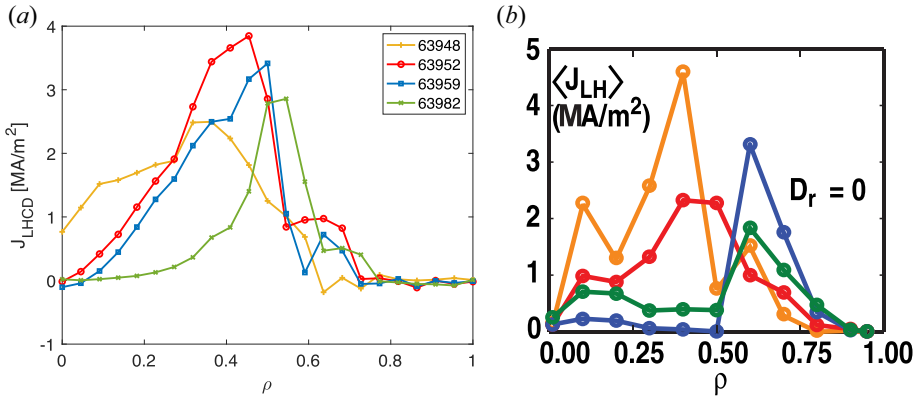 (a)
4
3
2
1
0
-1
J_LHCD [MA/m²]
0 0.2 0.4 0.6 0.8 1
ρ
63948
63952
63959
63982
(b)
5
4
3
2
1
0
⟨J_LH⟩
(MA/m²)
D_r = 0
0.00 0.25 0.50 0.75 1.00
ρ